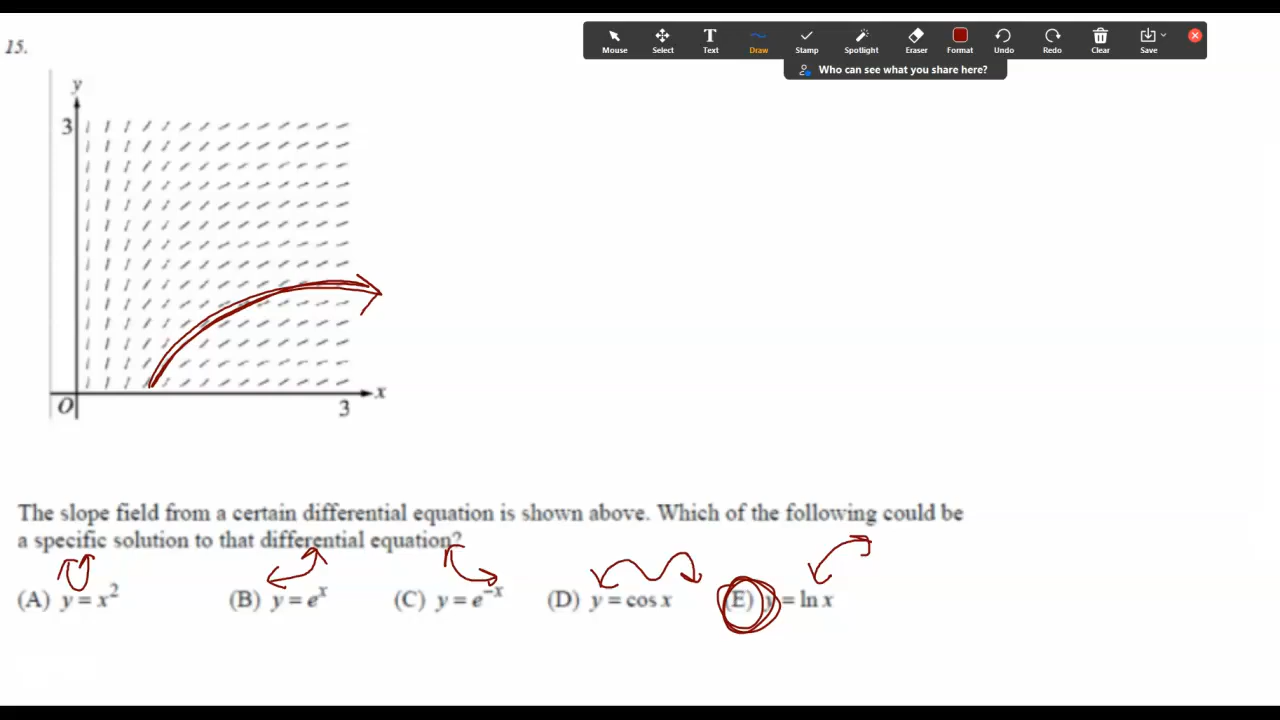 15.
Mouse Select Text Draw Stamp Spotlight Eraser Format Undo Redo Clear Save
Who can see what you share here?
y
3
O
3
x
The slope field from a certain differential equation is shown above. Which of the following could be
a specific solution to that differential equation?
(A) y = x² (B) y = eˣ (C) y = e⁻ˣ (D) y = cos x (E) y = ln x